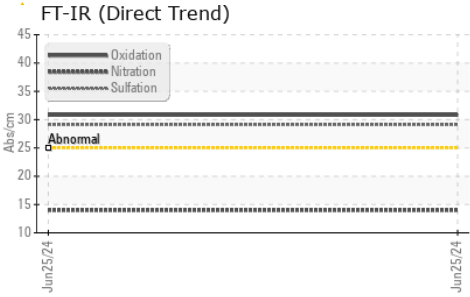 FT-IR (Direct Trend)
45
40
35
30
25
20
15
10
Abs/cm
Oxidation
Nitration
Sulfation
Abnormal
Jun25/24
Jun25/24